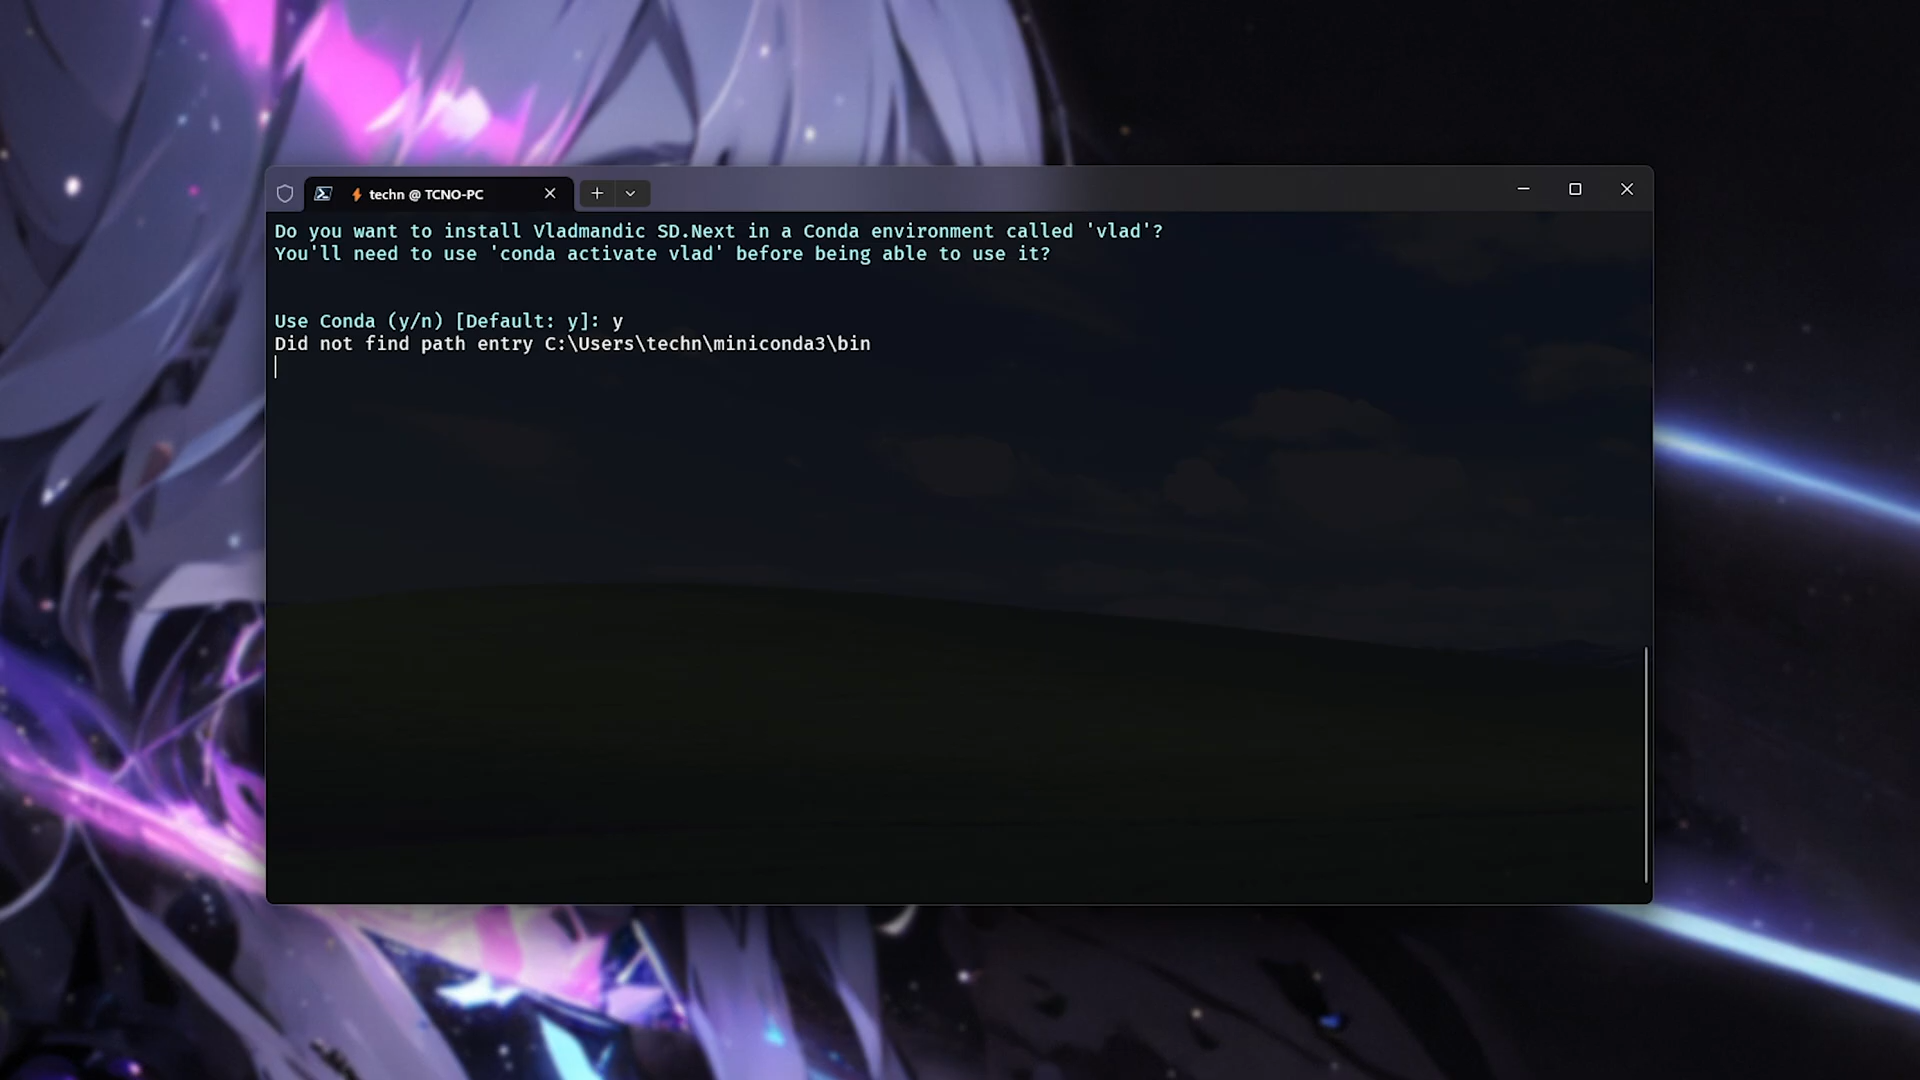 techn @ TCNO-PC
Do you want to install Vladmandic SD.Next in a Conda environment called 'vlad'?
You'll need to use 'conda activate vlad' before being able to use it?
Use Conda (y/n) [Default: y]: y
Did not find path entry C:\Users\techn\miniconda3\bin